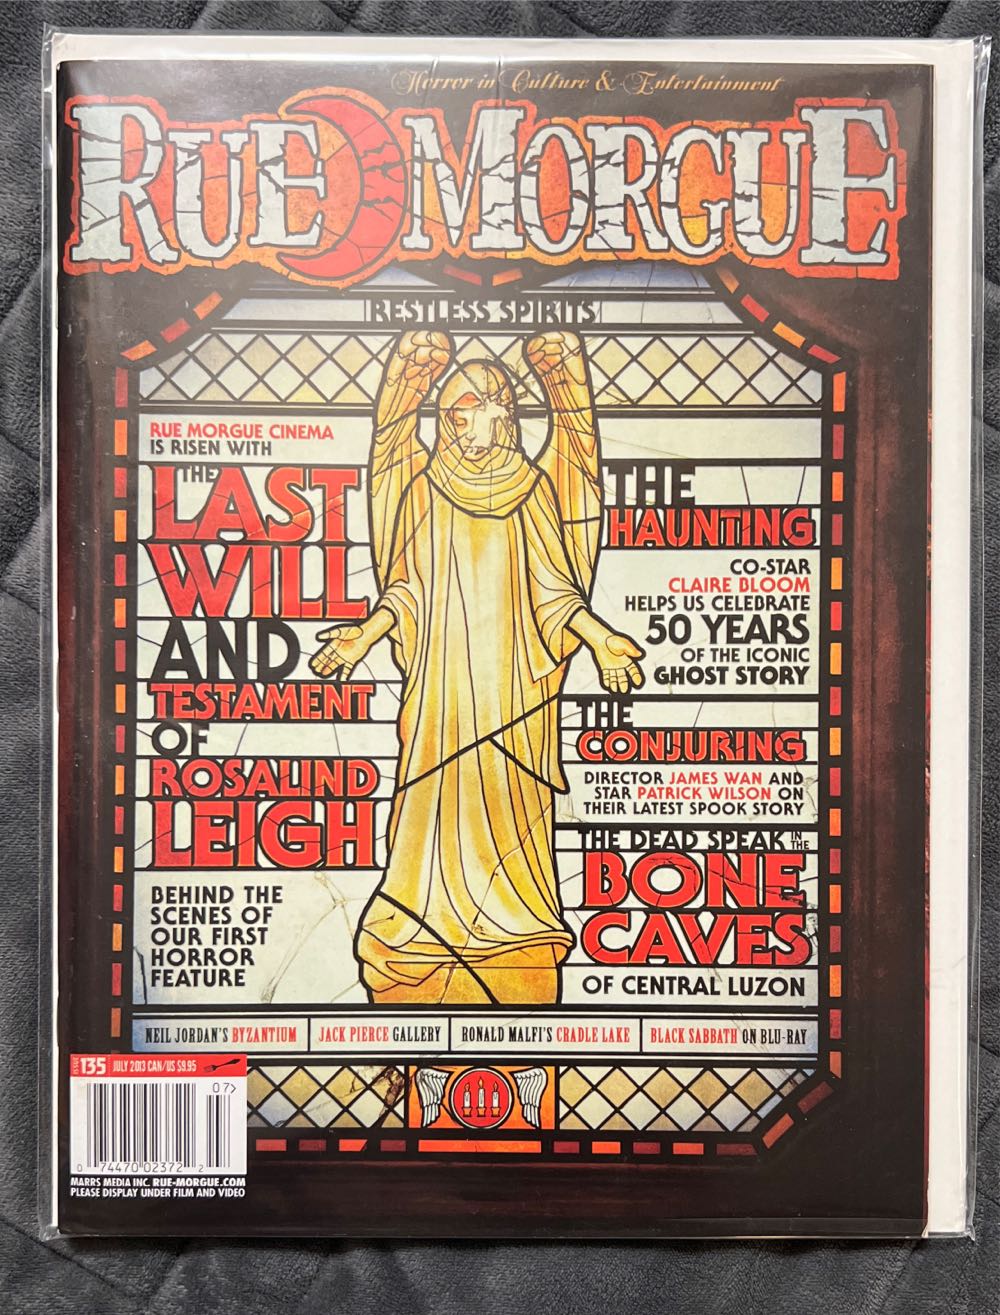 Horror in Culture & Entertainment
RUE MORGUE
RESTLESS SPIRITS
RUE MORGUE CINEMA
IS RISEN WITH
THE LAST
WILL
AND
TESTAMENT
OF
ROSALIND
LEIGH
BEHIND THE
SCENES OF
OUR FIRST
HORROR
FEATURE
THE
HAUNTING
CO-STAR
CLAIRE BLOOM
HELPS US CELEBRATE
50 YEARS
OF THE ICONIC
GHOST STORY
THE
CONJURING
DIRECTOR JAMES WAN AND
STAR PATRICK WILSON ON
THEIR LATEST SPOOK STORY
THE DEAD SPEAK IN THE
BONE
CAVES
OF CENTRAL LUZON
NEIL JORDAN'S BYZANTIUM
JACK PIERCE GALLERY
RONALD MALFI'S CRADLE LAKE
BLACK SABBATH ON BLU-RAY
ISSUE 135 JULY 2013 CAN/US $9.95
07>
0 74470 02372 2
MARRS MEDIA INC. RUE-MORGUE.COM
PLEASE DISPLAY UNDER FILM AND VIDEO